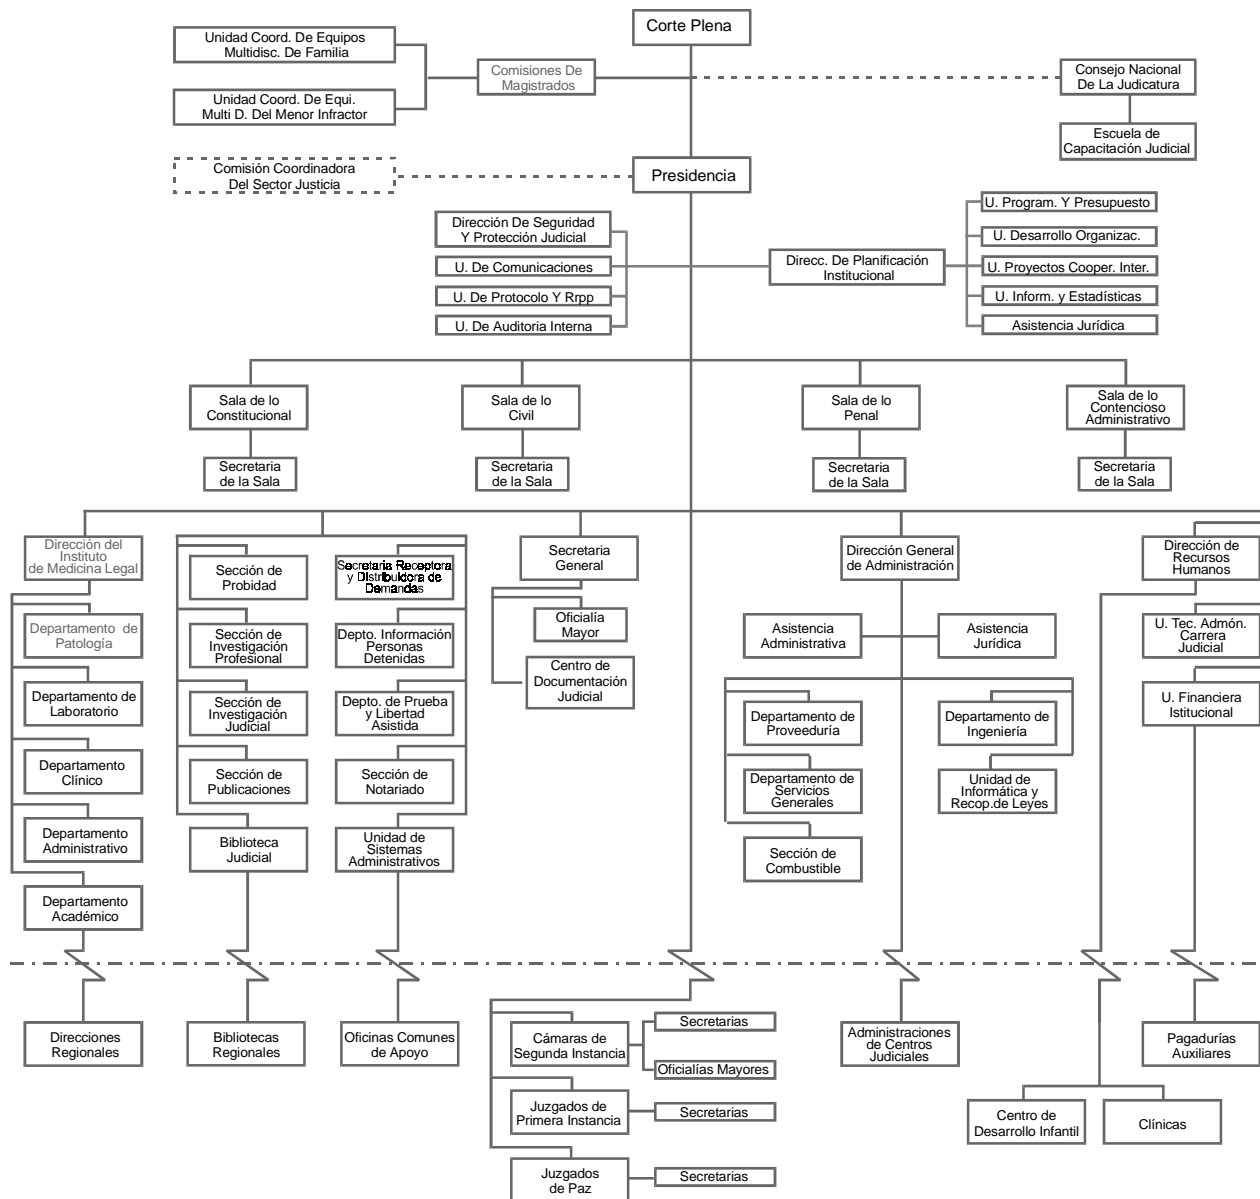 Corte Plena
Unidad Coord. De Equipos
Multidisc. De Familia
Comisiones De
Magistrados
Unidad Coord. De Equi.
Multi D. Del Menor Infractor
Consejo Nacional
De La Judicatura
Escuela de
Capacitación Judicial
Comisión Coordinadora
Del Sector Justicia
Presidencia
Dirección De Seguridad
Y Protección Judicial
U. De Comunicaciones
U. De Protocolo Y Rrpp
U. De Auditoria Interna
Direcc. De Planificación
Institucional
U. Program. Y Presupuesto
U. Desarrollo Organizac.
U. Proyectos Cooper. Inter.
U. Inform. y Estadísticas
Asistencia Jurídica
Sala de lo
Constitucional
Sala de lo
Civil
Sala de lo
Penal
Sala de lo
Contencioso
Administrativo
Secretaria
de la Sala
Secretaria
de la Sala
Secretaria
de la Sala
Secretaria
de la Sala
Dirección del
Instituto
de Medicina Legal
Departamento de
Patología
Departamento de
Laboratorio
Departamento
Clínico
Departamento
Administrativo
Departamento
Académico
Sección de
Probidad
Sección de
Investigación
Profesional
Sección de
Investigación
Judicial
Sección de
Publicaciones
Biblioteca
Judicial
Secretaria Receptora
y Distribuidora de
Demandas
Depto. Información
Personas
Detenidas
Depto. de Prueba
y Libertad
Asistida
Sección de
Notariado
Unidad de
Sistemas
Administrativos
Secretaria
General
Oficialía
Mayor
Centro de
Documentación
Judicial
Dirección General
de Administración
Asistencia
Administrativa
Asistencia
Jurídica
Departamento de
Proveeduría
Departamento de
Servicios
Generales
Sección de
Combustible
Departamento de
Ingeniería
Unidad de
Informática y
Recop.de Leyes
Dirección de
Recursos
Humanos
U. Tec. Admón.
Carrera
Judicial
U. Financiera
Istitucional
Direcciones
Regionales
Bibliotecas
Regionales
Oficinas Comunes
de Apoyo
Cámaras de
Segunda Instancia
Secretarias
Oficialías Mayores
Juzgados de
Primera Instancia
Secretarias
Juzgados
de Paz
Secretarias
Administraciones
de Centros
Judiciales
Pagadurías
Auxiliares
Centro de
Desarrollo Infantil
Clínicas